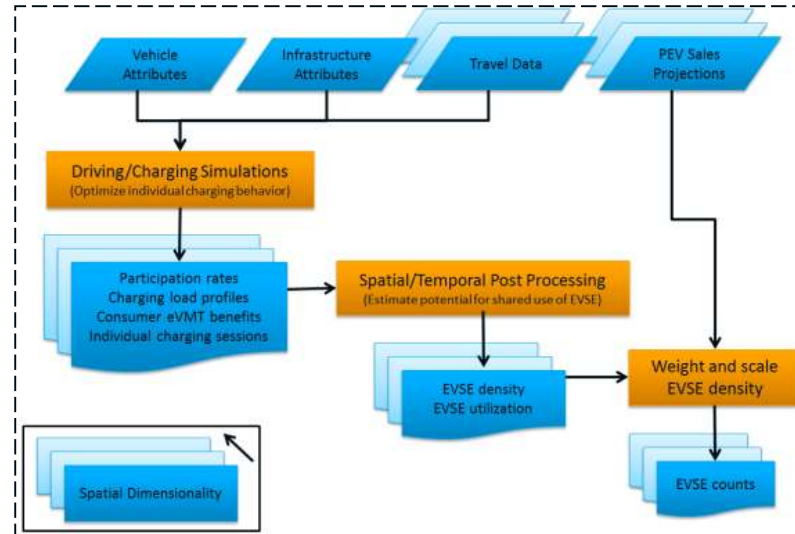 Vehicle
Attributes
Infrastructure
Attributes
Travel Data
PEV Sales
Projections
Driving/Charging Simulations
(Optimize individual charging behavior)
Participation rates
Charging load profiles
Consumer eVMT benefits
Individual charging sessions
Spatial/Temporal Post Processing
(Estimate potential for shared use of EVSE)
EVSE density
EVSE utilization
Weight and scale
EVSE density
EVSE counts
Spatial Dimensionality